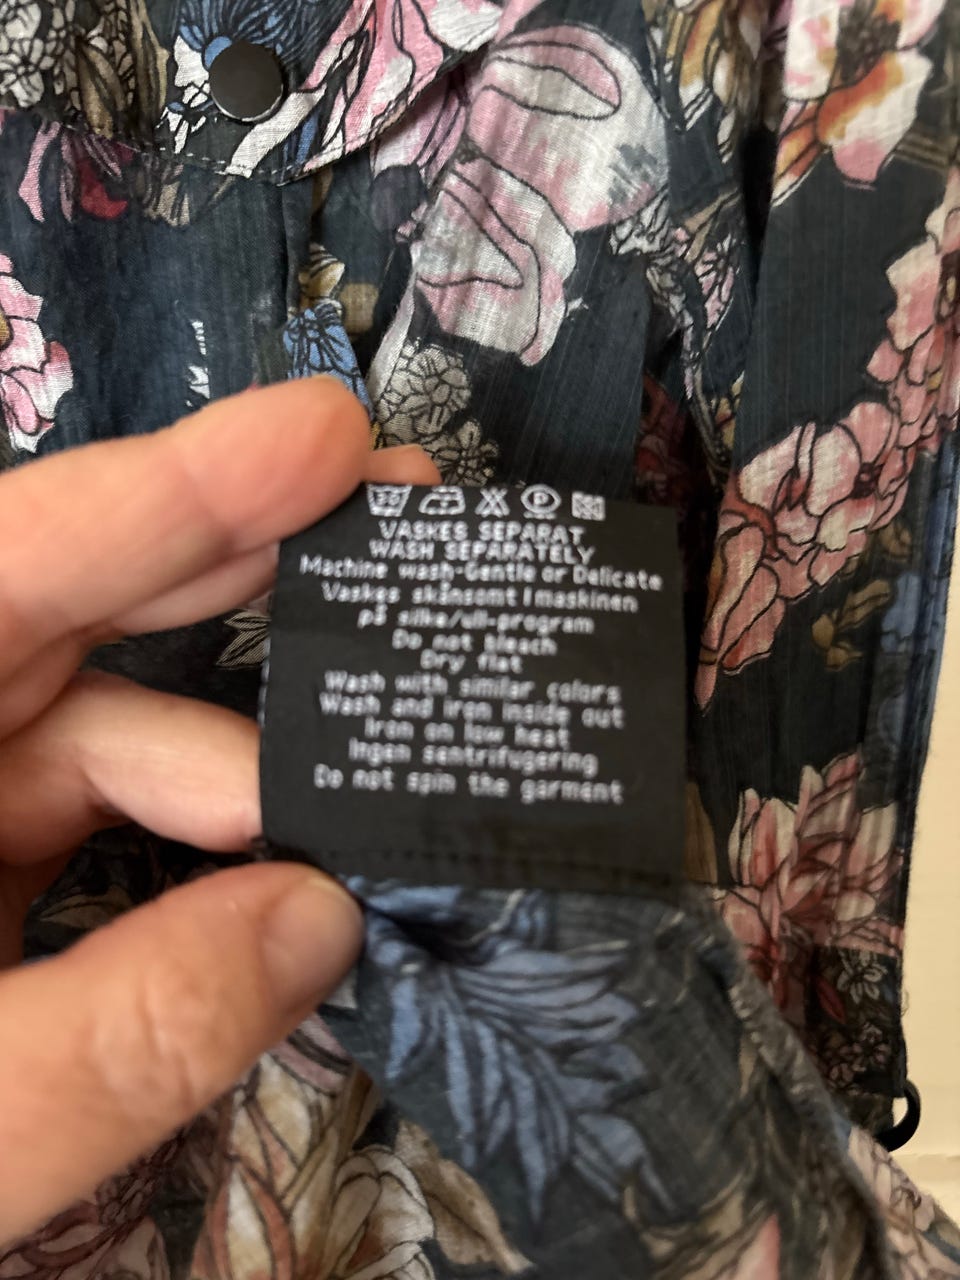 30 P
VASKES SEPARAT
WASH SEPARATELY
Machine wash-Gentle or Delicate
Vaskes skånsomt i maskinen
på silke/ull-program
Do not bleach
Dry flat
Wash with similar colors
Wash and iron inside out
Iron on low heat
Ingen sentrifugering
Do not spin the garment